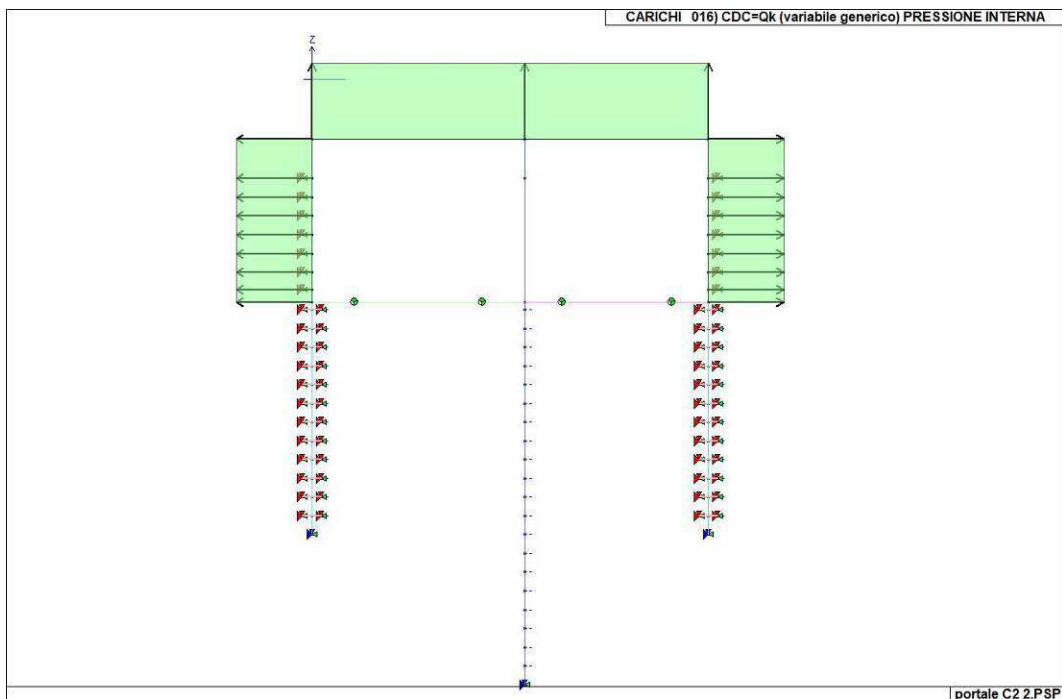 CARICHI 016) CDC=Qk (variabile generico) PRESSIONE INTERNA
Z
portale C2 2.PSP